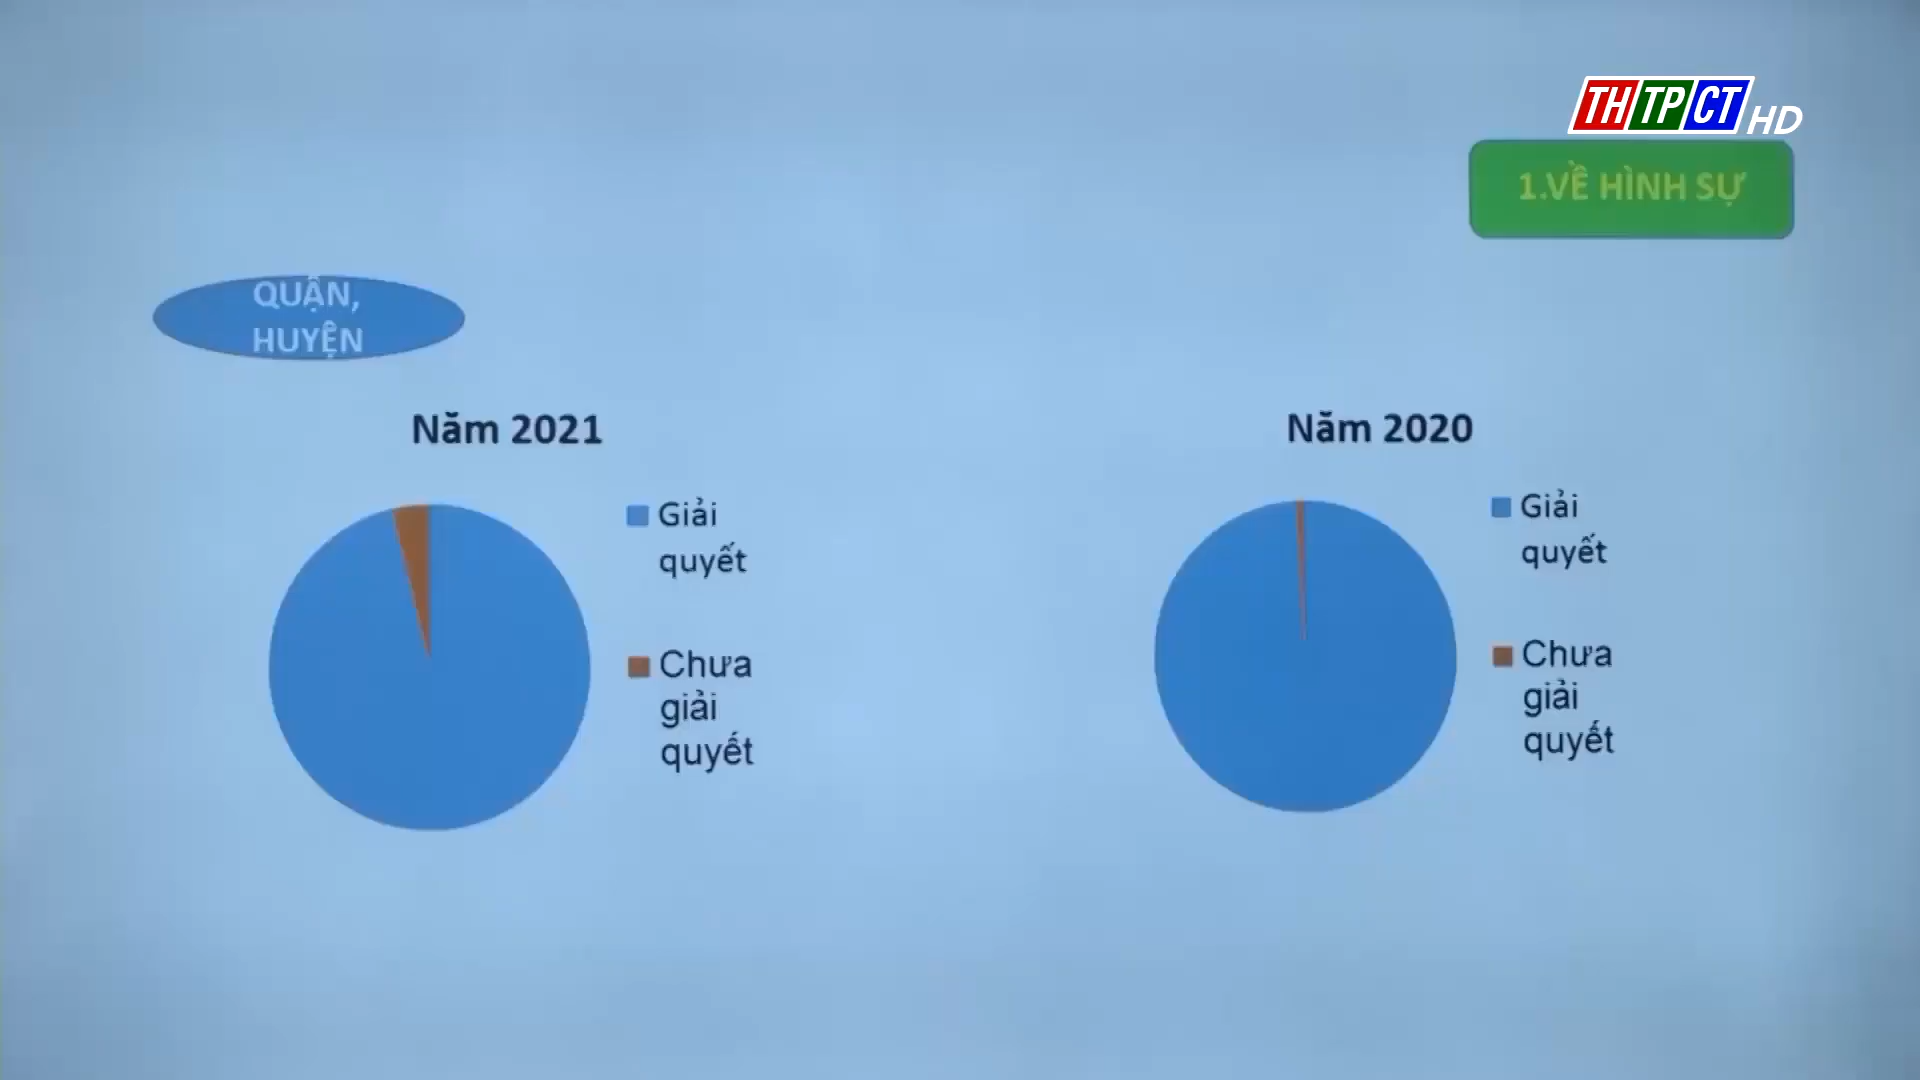 THTPCT HD
1.VỀ HÌNH SỰ
QUẬN,
HUYỆN
Năm 2021
Giải
quyết
Chưa
giải
quyết
Năm 2020
Giải
quyết
Chưa
giải
quyết